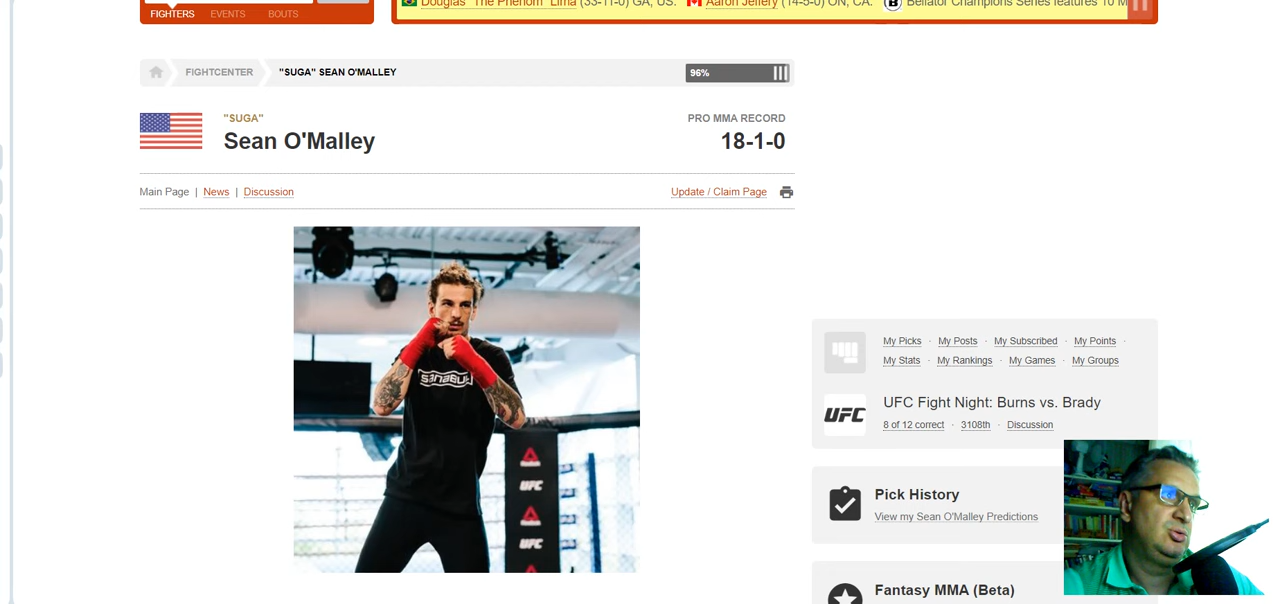 Douglas "The Phenom" Lima (33-11-0) GA, US.
Aaron Jeffery (14-5-0) ON, CA.
B
Bellator Champions Series features 10 M
FIGHTERS
EVENTS
BOUTS
FIGHTCENTER
"SUGA" SEAN O'MALLEY
96%
"SUGA"
Sean O'Malley
PRO MMA RECORD
18-1-0
Main Page | News | Discussion
Update / Claim Page
sanabul
Reebok
UFC
UFC
My Picks · My Posts · My Subscribed · My Points ·
My Stats · My Rankings · My Games · My Groups
UFC
UFC Fight Night: Burns vs. Brady
8 of 12 correct · 3108th · Discussion
Pick History
View my Sean O'Malley Predictions
Fantasy MMA (Beta)